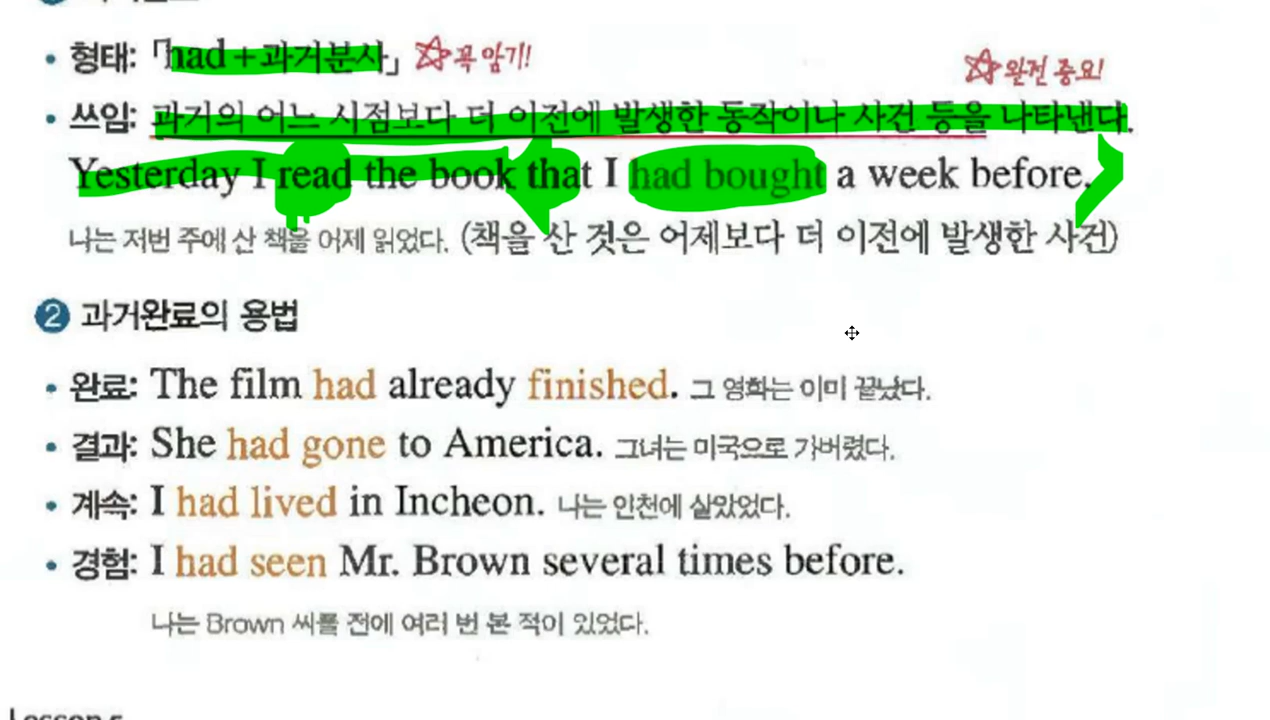 • 형태: 「had+과거분사」 ☆꼭 암기!
☆완전 중요!
• 쓰임: 과거의 어느 시점보다 더 이전에 발생한 동작이나 사건 등을 나타낸다.
Yesterday I read the book that I had bought a week before.
나는 저번 주에 산 책을 어제 읽었다. (책을 산 것은 어제보다 더 이전에 발생한 사건)
2 과거완료의 용법
• 완료: The film had already finished. 그 영화는 이미 끝났다.
• 결과: She had gone to America. 그녀는 미국으로 가버렸다.
• 계속: I had lived in Incheon. 나는 인천에 살았었다.
• 경험: I had seen Mr. Brown several times before.
나는 Brown 씨를 전에 여러 번 본 적이 있었다.
Lesson 5